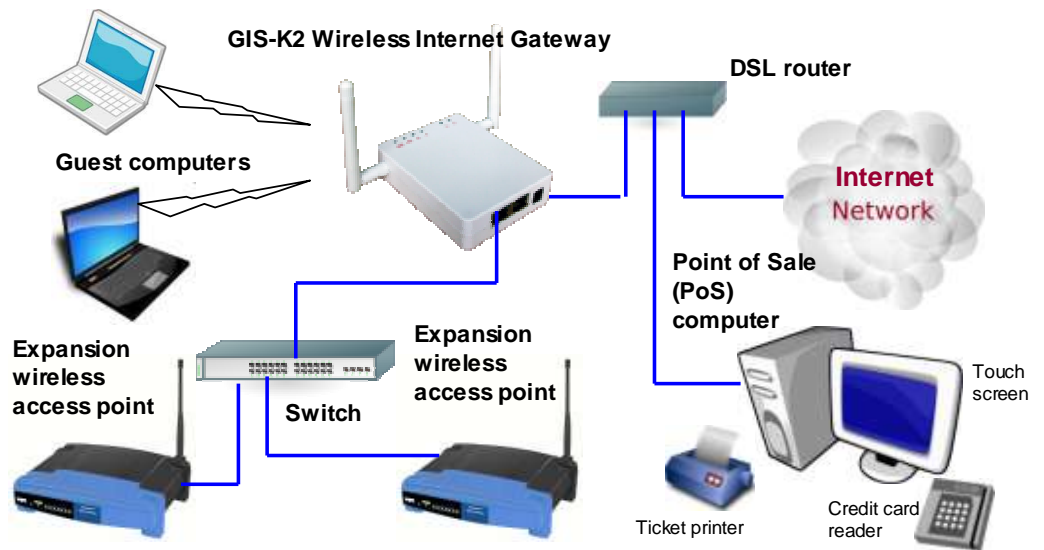 GIS-K2 Wireless Internet Gateway
DSL router
Guest computers
Internet
Network
Point of Sale
(PoS)
computer
Expansion
wireless
access point
Expansion
wireless
access point
Switch
Touch
screen
Ticket printer
Credit card
reader